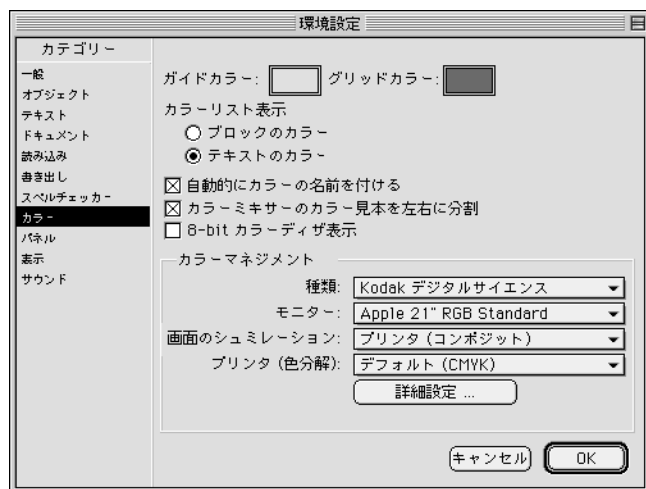 環境設定
カテゴリー
一般
オブジェクト
テキスト
ドキュメント
読み込み
書き出し
スペルチェッカー
カラー
パネル
表示
サウンド
ガイドカラー: グリッドカラー:
カラーリスト表示
ブロックのカラー
テキストのカラー
自動的にカラーの名前を付ける
カラーミキサーのカラー見本を左右に分割
8-bit カラーディザ表示
カラーマネジメント
種類: Kodak デジタルサイエンス
モニター: Apple 21" RGB Standard
画面のシュミレーション: プリンタ (コンポジット)
プリンタ (色分解): デフォルト (CMYK)
詳細設定 ...
キャンセル OK